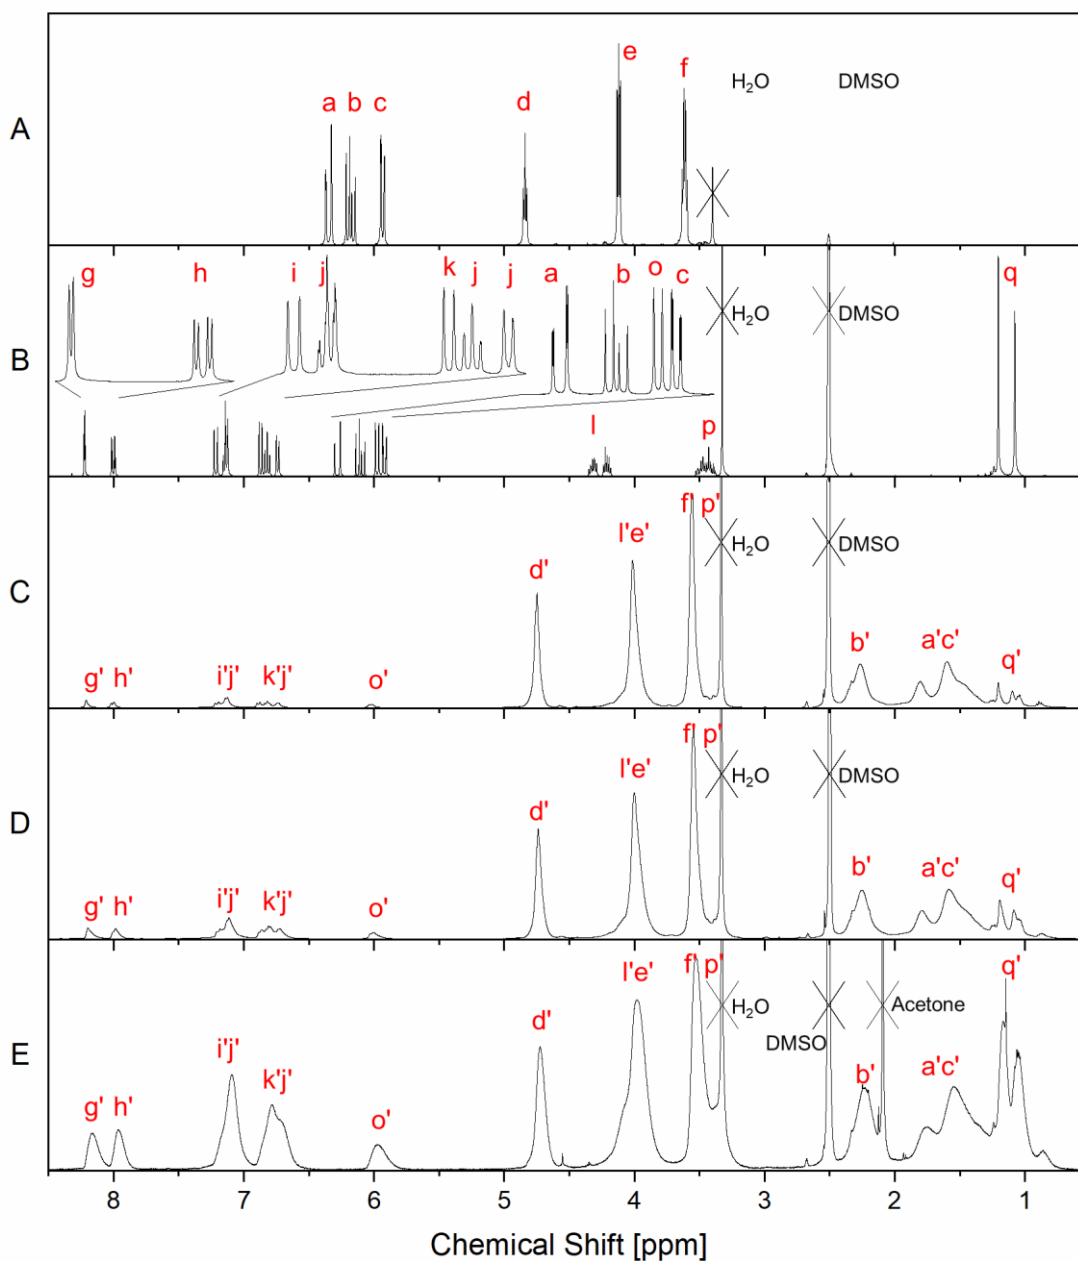 A
a b c d e f H₂O DMSO
B
g h i j k j j a b o c H₂O DMSO q
l p
C
g' h' i'j' k'j' o' d' l'e' f' p' H₂O DMSO b' a'c' q'
D
g' h' i'j' k'j' o' d' l'e' f' p' H₂O DMSO b' a'c' q'
E
g' h' i'j' k'j' o' d' l'e' f' p' H₂O DMSO Acetone b' a'c' q'
8 7 6 5 4 3 2 1
Chemical Shift [ppm]